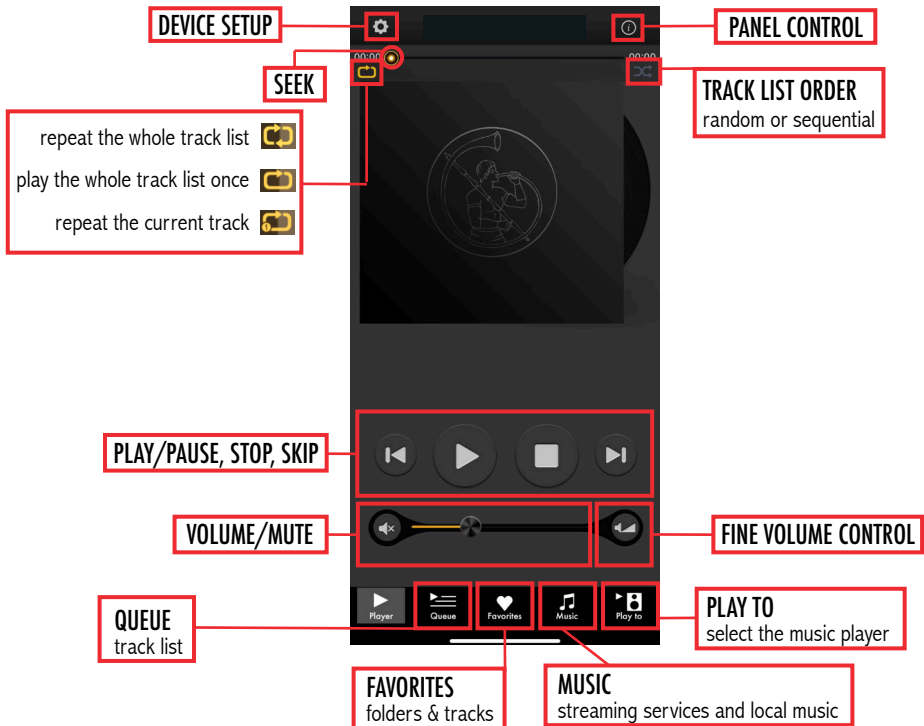 DEVICE SETUP
PANEL CONTROL
00:00
00:00
SEEK
TRACK LIST ORDER
random or sequential
repeat the whole track list
play the whole track list once
repeat the current track
1
PLAY/PAUSE, STOP, SKIP
VOLUME/MUTE
FINE VOLUME CONTROL
Player
Queue
Favorites
Music
Play to
QUEUE
track list
PLAY TO
select the music player
FAVORITES
folders & tracks
MUSIC
streaming services and local music